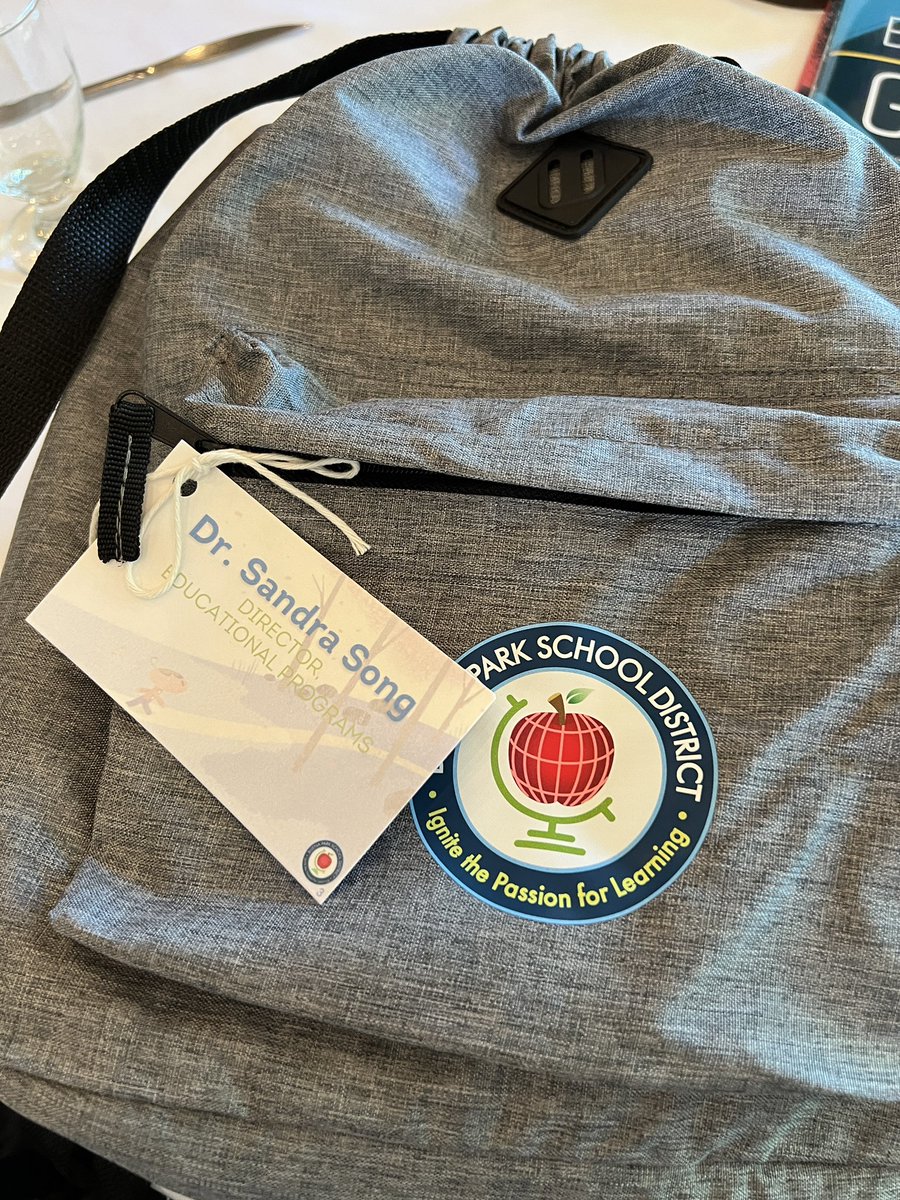 Dr. Sandra Song
DIRECTOR,
EDUCATIONAL PROGRAMS
PARK SCHOOL DISTRICT
• Ignite the Passion for Learning •